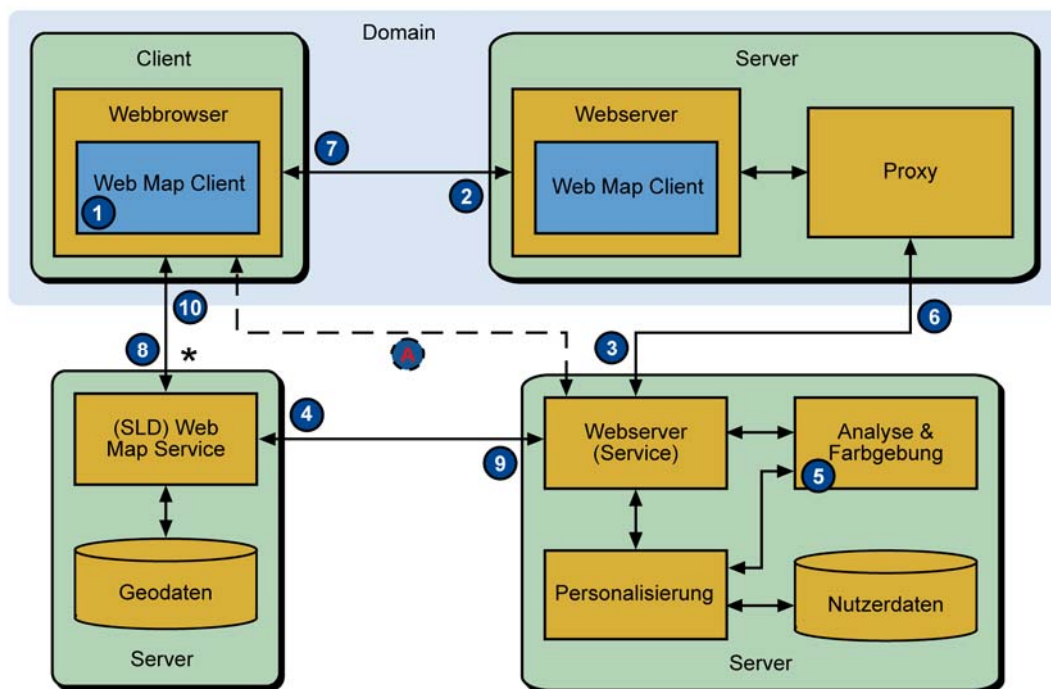 Domain
Client
Server
Webbrowser
Webserver
Web Map Client
1
7
2
Web Map Client
Proxy
10
8
*
A
3
6
(SLD) Web
Map Service
4
9
Webserver
(Service)
Analyse &
Farbgebung
5
Geodaten
Personalisierung
Nutzerdaten
Server
Server